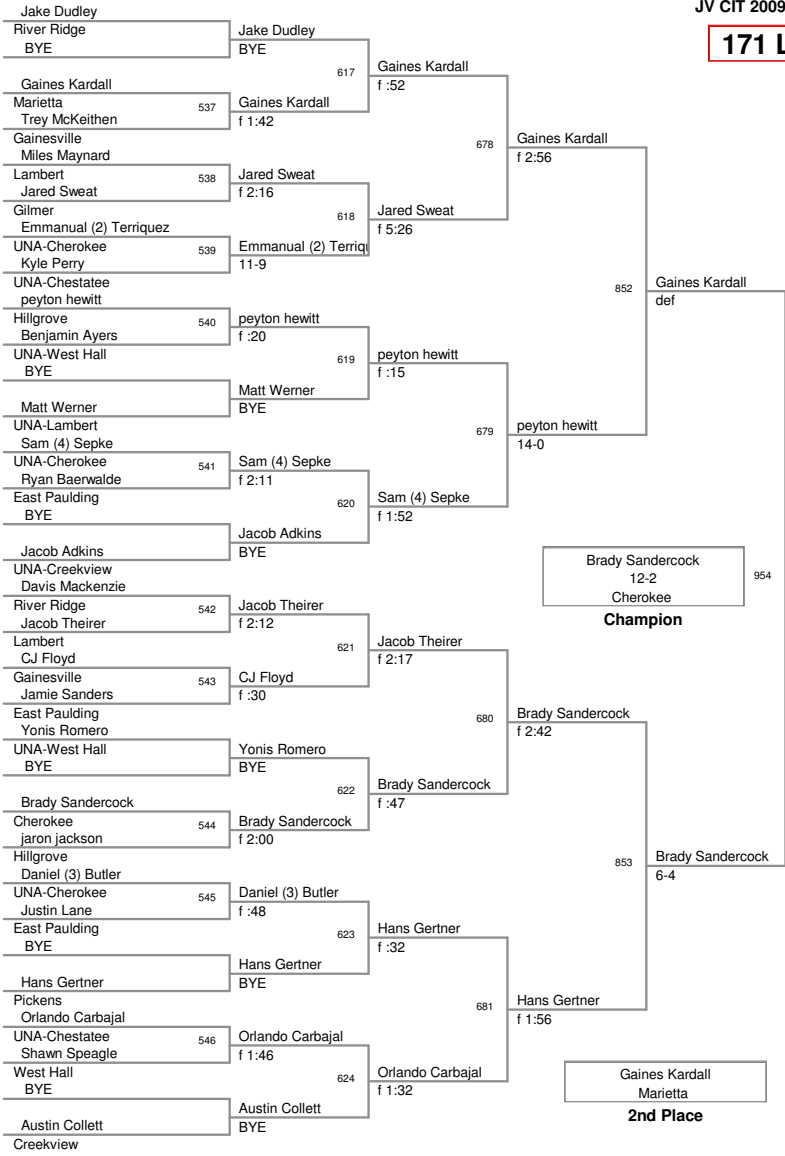 JV CIT 2009
171 L
Jake Dudley
River Ridge
BYE
Gaines Kardall
Marietta
537
Trey McKeithen
Gainesville
Miles Maynard
Lambert
538
Jared Sweat
Gilmer
Emmanual (2) Terriquez
UNA-Cherokee
539
Kyle Perry
UNA-Chestatee
peyton hewitt
Hillgrove
540
Benjamin Ayers
UNA-West Hall
BYE
Matt Werner
UNA-Lambert
Sam (4) Sepke
UNA-Cherokee
541
Ryan Baerwalde
East Paulding
BYE
Jacob Adkins
UNA-Creekview
Davis Mackenzie
River Ridge
542
Jacob Theirer
Lambert
CJ Floyd
Gainesville
543
Jamie Sanders
East Paulding
Yonis Romero
UNA-West Hall
BYE
Brady Sandercock
Cherokee
544
jaron jackson
Hillgrove
Daniel (3) Butler
UNA-Cherokee
545
Justin Lane
East Paulding
BYE
Hans Gertner
Pickens
Orlando Carbajal
UNA-Chestatee
546
Shawn Speagle
West Hall
BYE
Austin Collett
Creekview
Jake Dudley
BYE
617
Gaines Kardall
f 1:42
Jared Sweat
f 2:16
618
Emmanual (2) Terriq
11-9
peyton hewitt
f :20
619
Matt Werner
BYE
Sam (4) Sepke
f 2:11
620
Jacob Adkins
BYE
Jacob Theirer
f 2:12
621
CJ Floyd
f :30
Yonis Romero
BYE
622
Brady Sandercock
f 2:00
Daniel (3) Butler
f :48
623
Hans Gertner
BYE
Orlando Carbajal
f 1:46
624
Austin Collett
BYE
Gaines Kardall
f :52
678
Jared Sweat
f 5:26
peyton hewitt
f :15
679
Sam (4) Sepke
f 1:52
Jacob Theirer
f 2:17
680
Brady Sandercock
f :47
Hans Gertner
f :32
681
Orlando Carbajal
f 1:32
Gaines Kardall
f 2:56
852
peyton hewitt
14-0
Brady Sandercock
f 2:42
853
Hans Gertner
f 1:56
Gaines Kardall
def
Brady Sandercock
6-4
Brady Sandercock
12-2
Cherokee
954
Champion
Gaines Kardall
Marietta
2nd Place